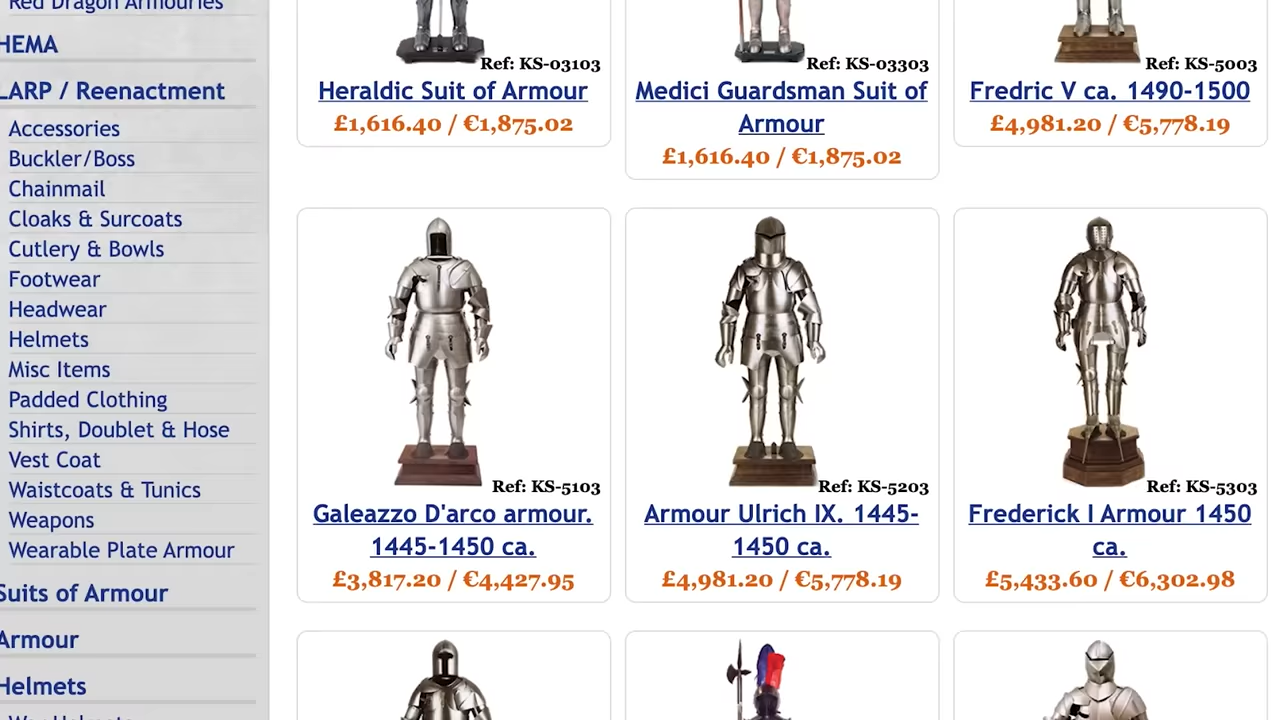 Red Dragon Armouries
HEMA
LARP / Reenactment
Accessories
Buckler/Boss
Chainmail
Cloaks & Surcoats
Cutlery & Bowls
Footwear
Headwear
Helmets
Misc Items
Padded Clothing
Shirts, Doublet & Hose
Vest Coat
Waistcoats & Tunics
Weapons
Wearable Plate Armour
Suits of Armour
Armour
Helmets
Ref: KS-03103
Heraldic Suit of Armour
£1,616.40 / €1,875.02
Ref: KS-03303
Medici Guardsman Suit of
Armour
£1,616.40 / €1,875.02
Ref: KS-5003
Fredric V ca. 1490-1500
£4,981.20 / €5,778.19
Ref: KS-5103
Galeazzo D'arco armour.
1445-1450 ca.
£3,817.20 / €4,427.95
Ref: KS-5203
Armour Ulrich IX. 1445-
1450 ca.
£4,981.20 / €5,778.19
Ref: KS-5303
Frederick I Armour 1450
ca.
£5,433.60 / €6,302.98